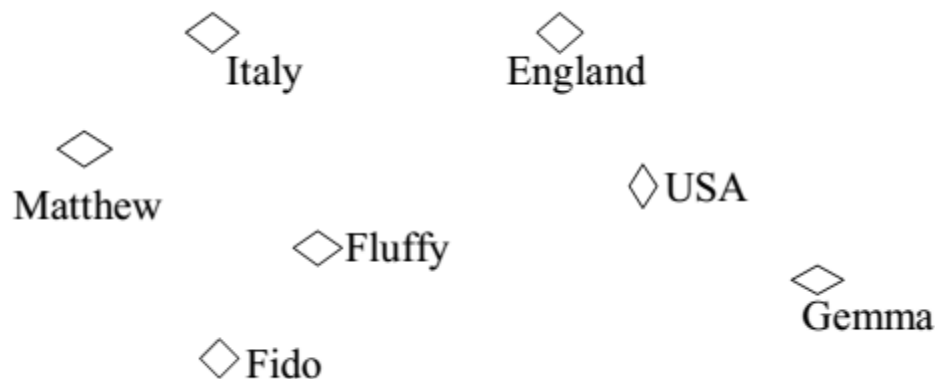 Italy
England
Matthew
USA
Fluffy
Gemma
Fido